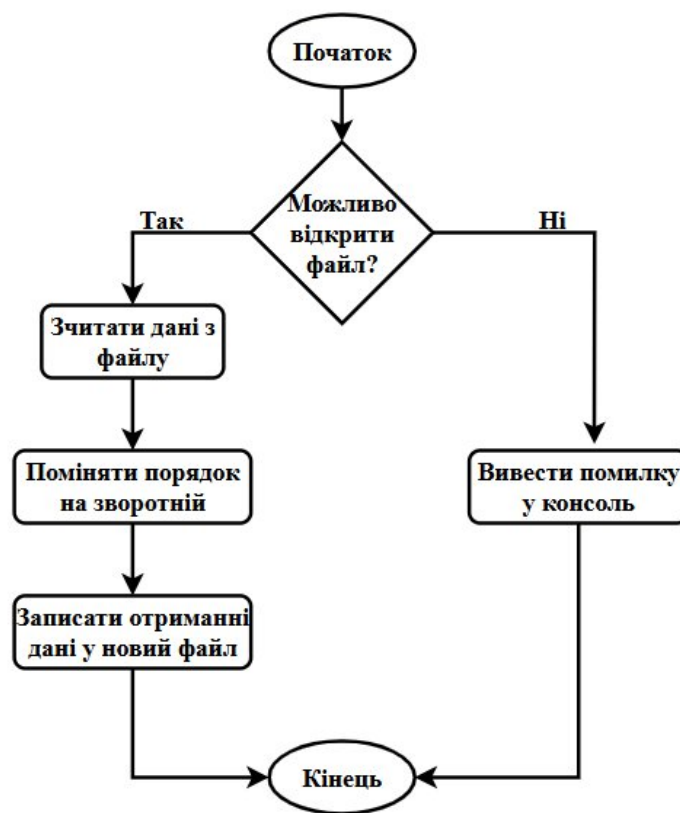 Початок
Можливо
відкрити
файл?
Так
Ні
Зчитати дані з
файлу
Поміняти порядок
на зворотній
Вивести помилку
у консоль
Записати отриманні
дані у новий файл
Кінець